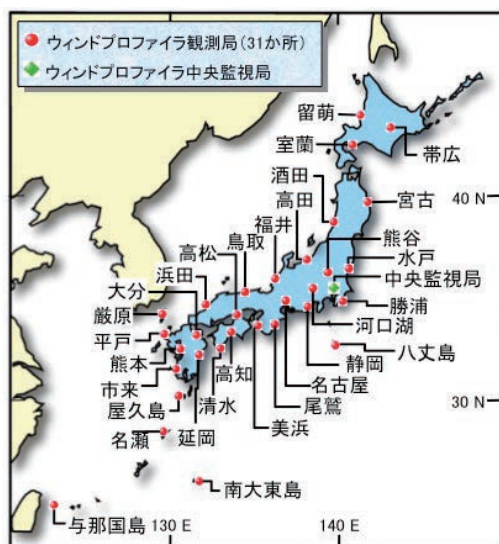 ウィンドプロファイラ観測局(31か所)
ウィンドプロファイラ中央監視局
留萌
室蘭
帯広
酒田
高田
宮古
40 N
福井
熊谷
鳥取
水戸
高松
中央監視局
浜田
大分
勝浦
厳原
河口湖
平戸
八丈島
静岡
熊本
高知
名古屋
市来
清水
尾鷲
屋久島
30 N
延岡
美浜
名瀬
南大東島
与那国島
130 E
140 E